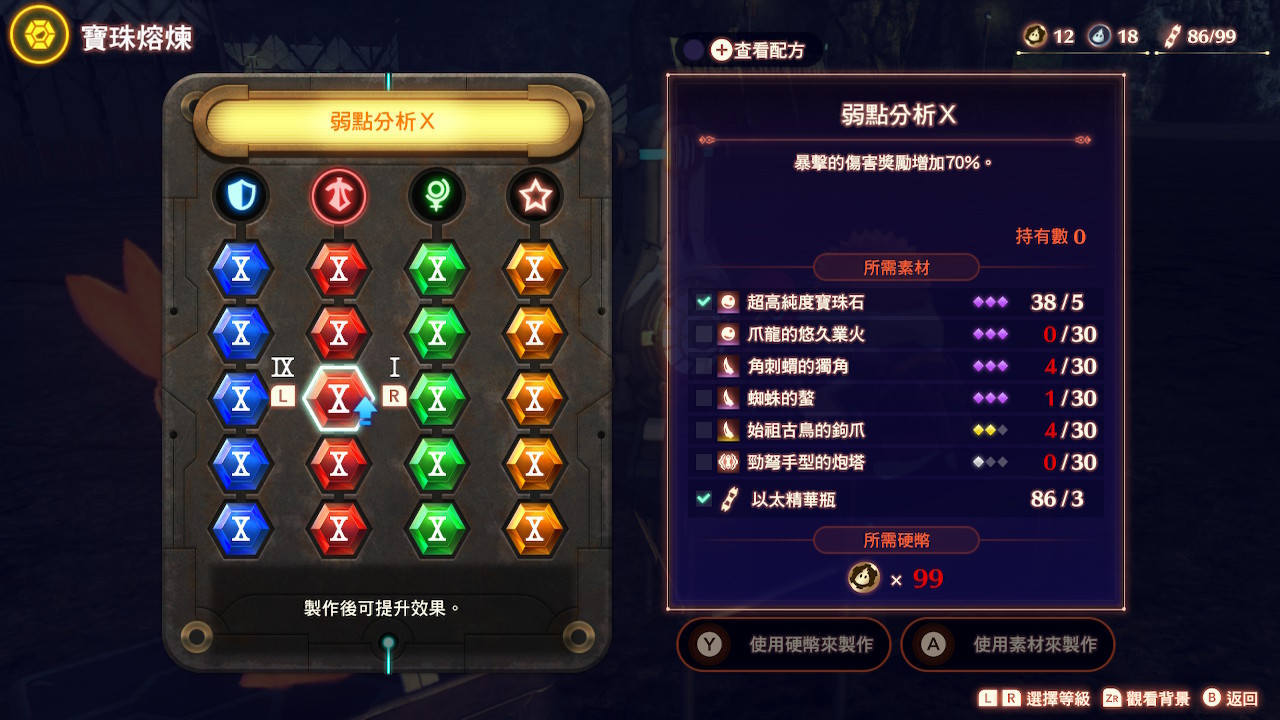 寶珠熔煉
12 18 86/99
+查看配方
弱點分析X
X X X X
X X X X
IX I
L X X R X X
X X X X
X X X X
製作後可提升效果。
弱點分析X
暴擊的傷害獎勵增加70%。
持有數 0
所需素材
超高純度寶珠石 38/5
爪龍的悠久業火 0/30
角刺蝟的獨角 4/30
蜘蛛的螯 1/30
始祖古鳥的鉤爪 4/30
勁弩手型的炮塔 0/30
以太精華瓶 86/3
所需硬幣
× 99
Y 使用硬幣來製作 A 使用素材來製作
L R 選擇等級 ZR 觀看背景 B 返回